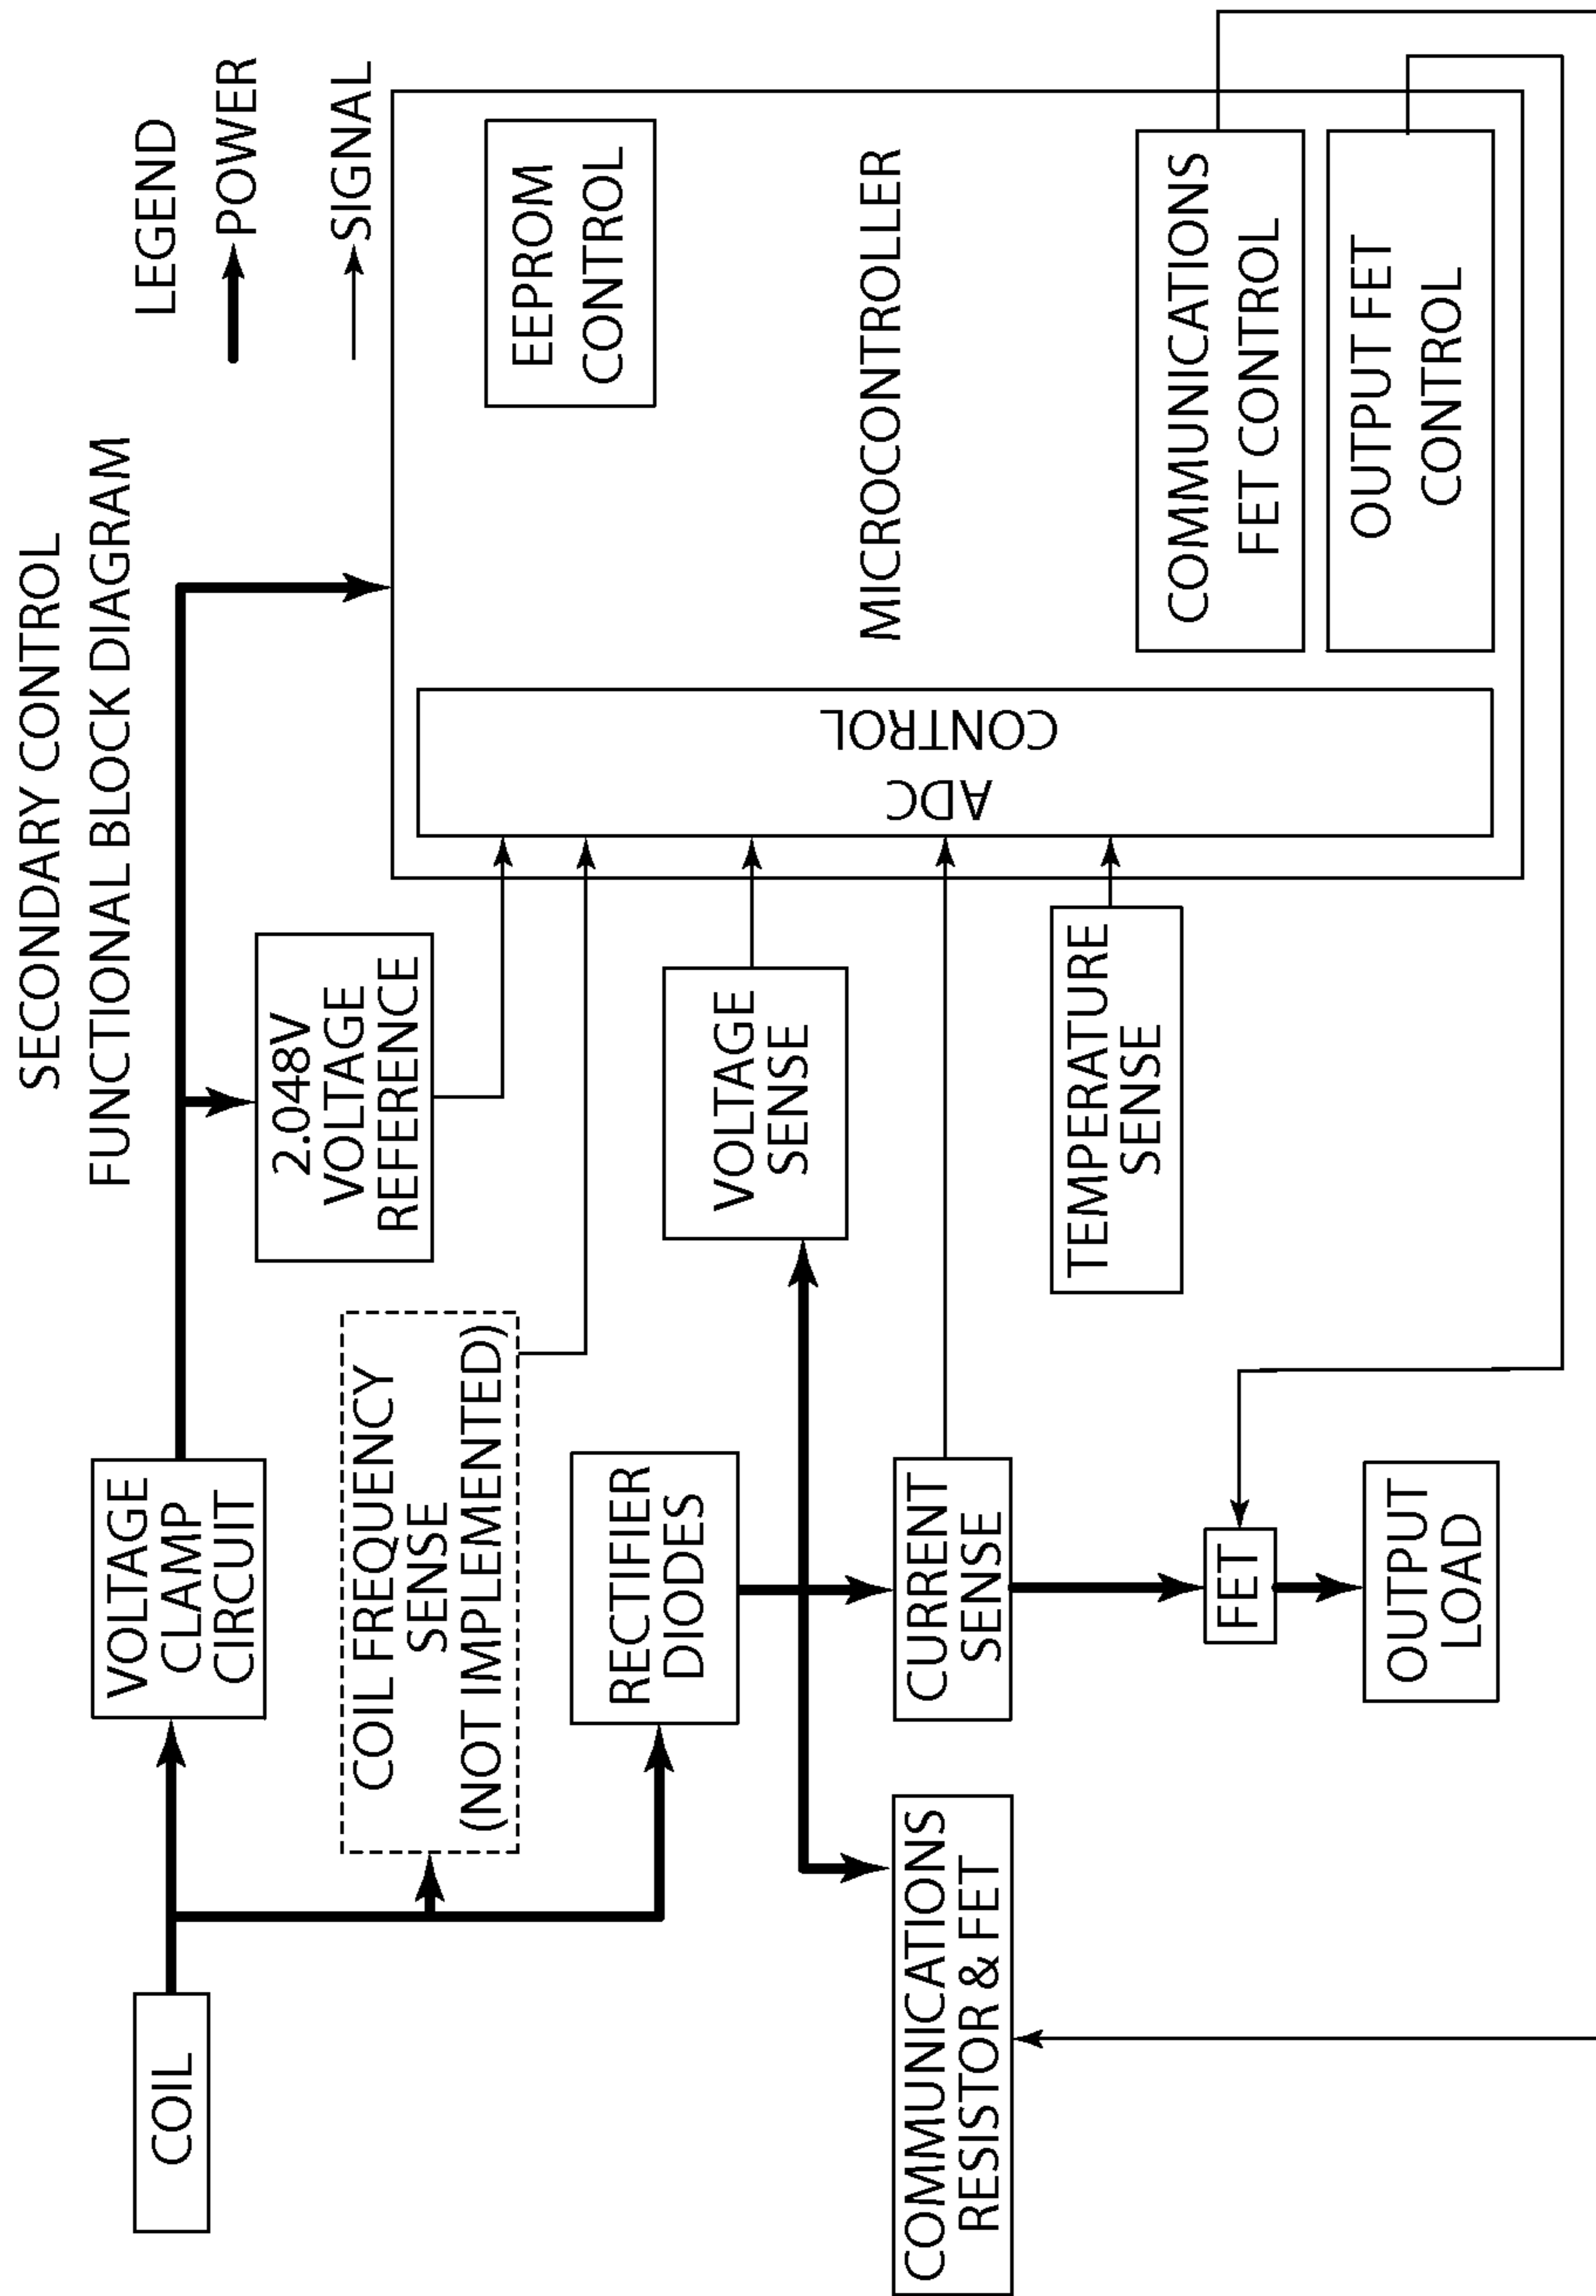 SECONDARY CONTROL
FUNCTIONAL BLOCK DIAGRAM
LEGEND
POWER
SIGNAL
COIL
VOLTAGE
CLAMP
CIRCUIT
2.048V
VOLTAGE
REFERENCE
COIL FREQUENCY
SENSE
(NOT IMPLEMENTED)
RECTIFIER
DIODES
VOLTAGE
SENSE
COMMUNICATIONS
RESISTOR & FET
CURRENT
SENSE
TEMPERATURE
SENSE
FET
OUTPUT
LOAD
ADC
CONTROL
EEPROM
CONTROL
MICROCONTROLLER
COMMUNICATIONS
FET CONTROL
OUTPUT FET
CONTROL